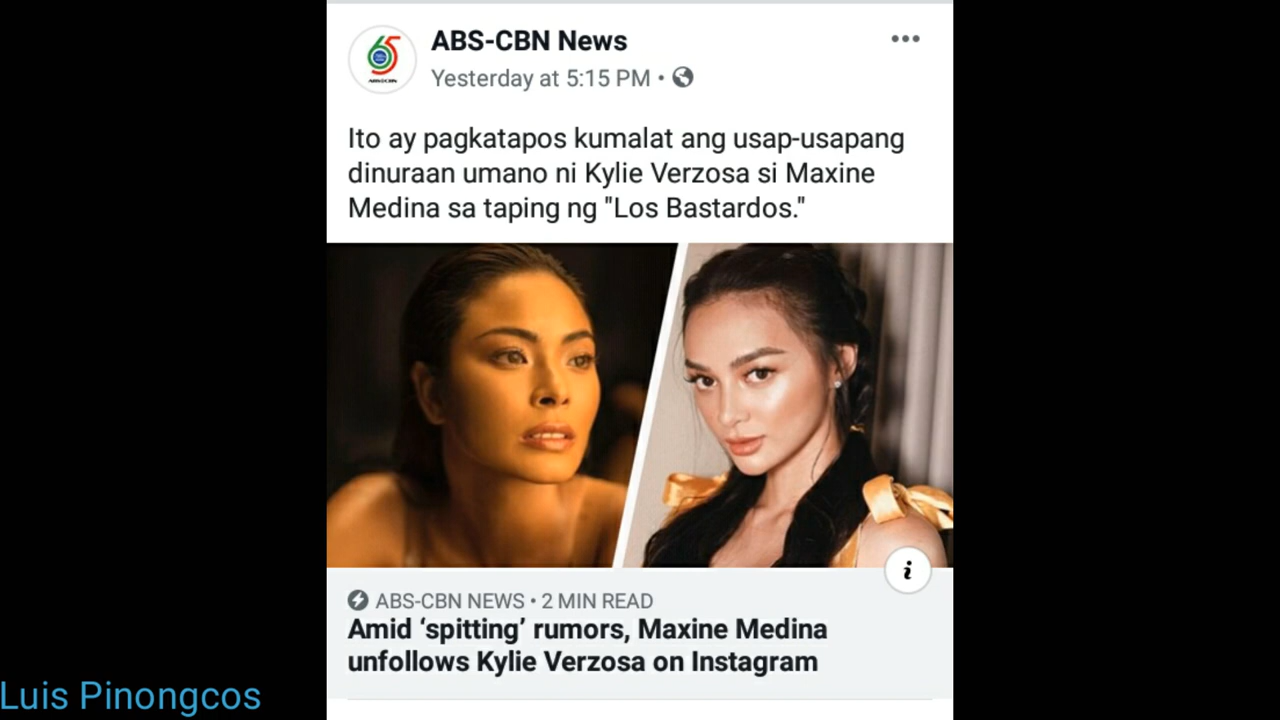 ABS-CBN News
Yesterday at 5:15 PM •
Ito ay pagkatapos kumalat ang usap-usapang
dinuraan umano ni Kylie Verzosa si Maxine
Medina sa taping ng "Los Bastardos."
ABS-CBN NEWS • 2 MIN READ
Amid ‘spitting’ rumors, Maxine Medina
unfollows Kylie Verzosa on Instagram
Luis Pinongcos